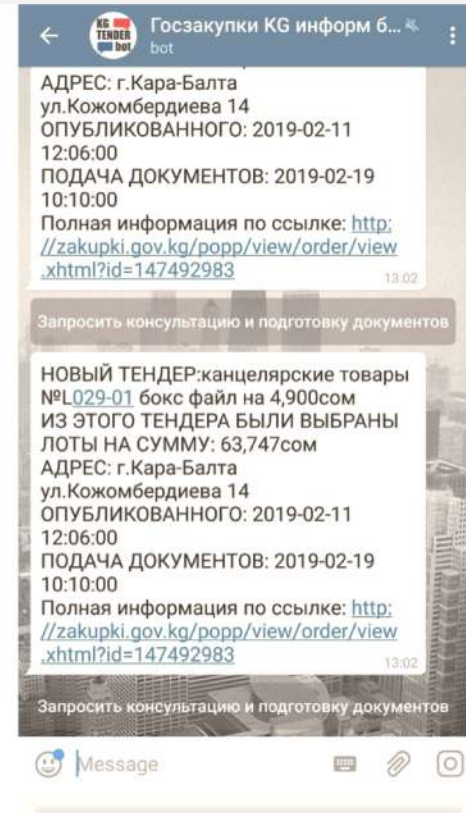 KG
TENDER
bot
Госзакупки KG информ б...
bot
АДРЕС: г.Кара-Балта
ул.Кожомбердиева 14
ОПУБЛИКОВАННОГО: 2019-02-11
12:06:00
ПОДАЧА ДОКУМЕНТОВ: 2019-02-19
10:10:00
Полная информация по ссылке: http:
//zakupki.gov.kg/popp/view/order/view
.xhtml?id=147492983
13:02
Запросить консультацию и подготовку документов
НОВЫЙ ТЕНДЕР:канцелярские товары
№L029-01 бокс файл на 4,900сом
ИЗ ЭТОГО ТЕНДЕРА БЫЛИ ВЫБРАНЫ
ЛОТЫ НА СУММУ: 63,747сом
АДРЕС: г.Кара-Балта
ул.Кожомбердиева 14
ОПУБЛИКОВАННОГО: 2019-02-11
12:06:00
ПОДАЧА ДОКУМЕНТОВ: 2019-02-19
10:10:00
Полная информация по ссылке: http:
//zakupki.gov.kg/popp/view/order/view
.xhtml?id=147492983
13:02
Запросить консультацию и подготовку документов
Message